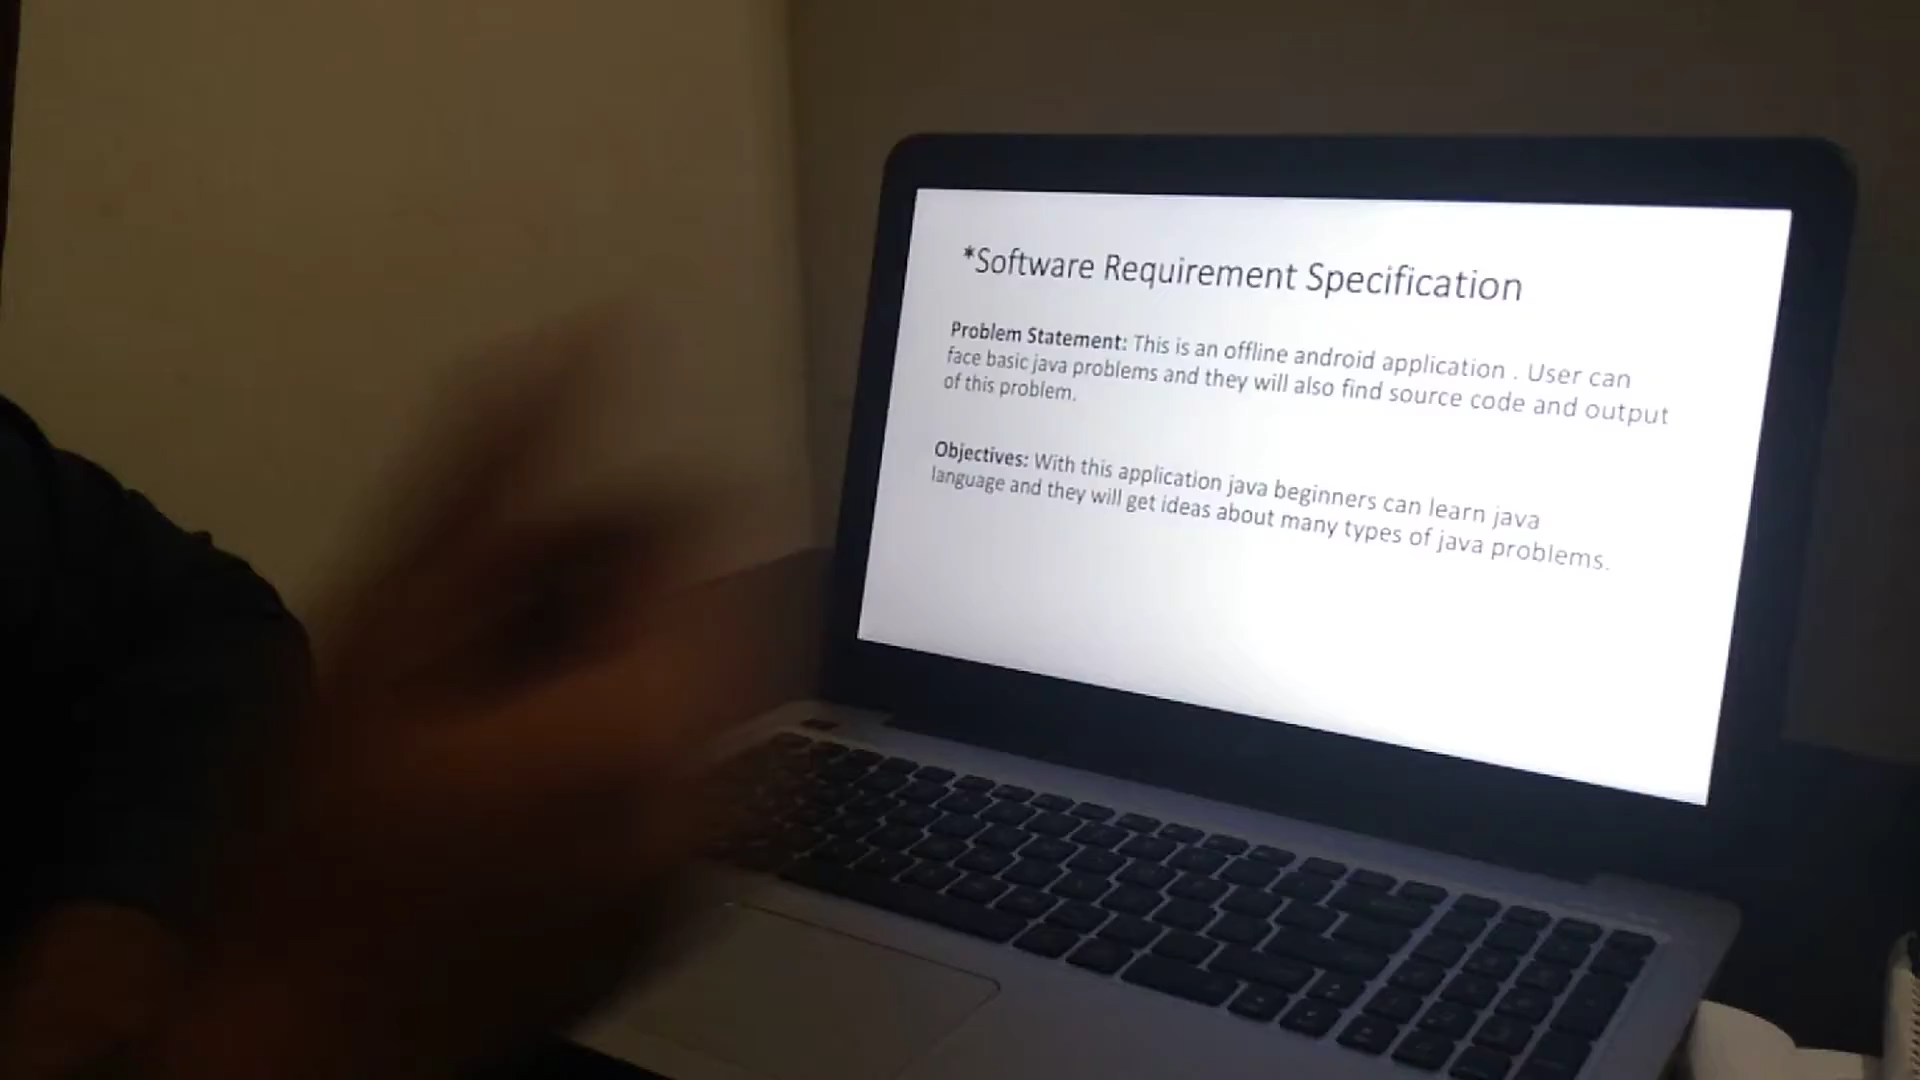 *Software Requirement Specification
Problem Statement: This is an offline android application . User can
face basic java problems and they will also find source code and output
of this problem.
Objectives: With this application java beginners can learn java
language and they will get ideas about many types of java problems.